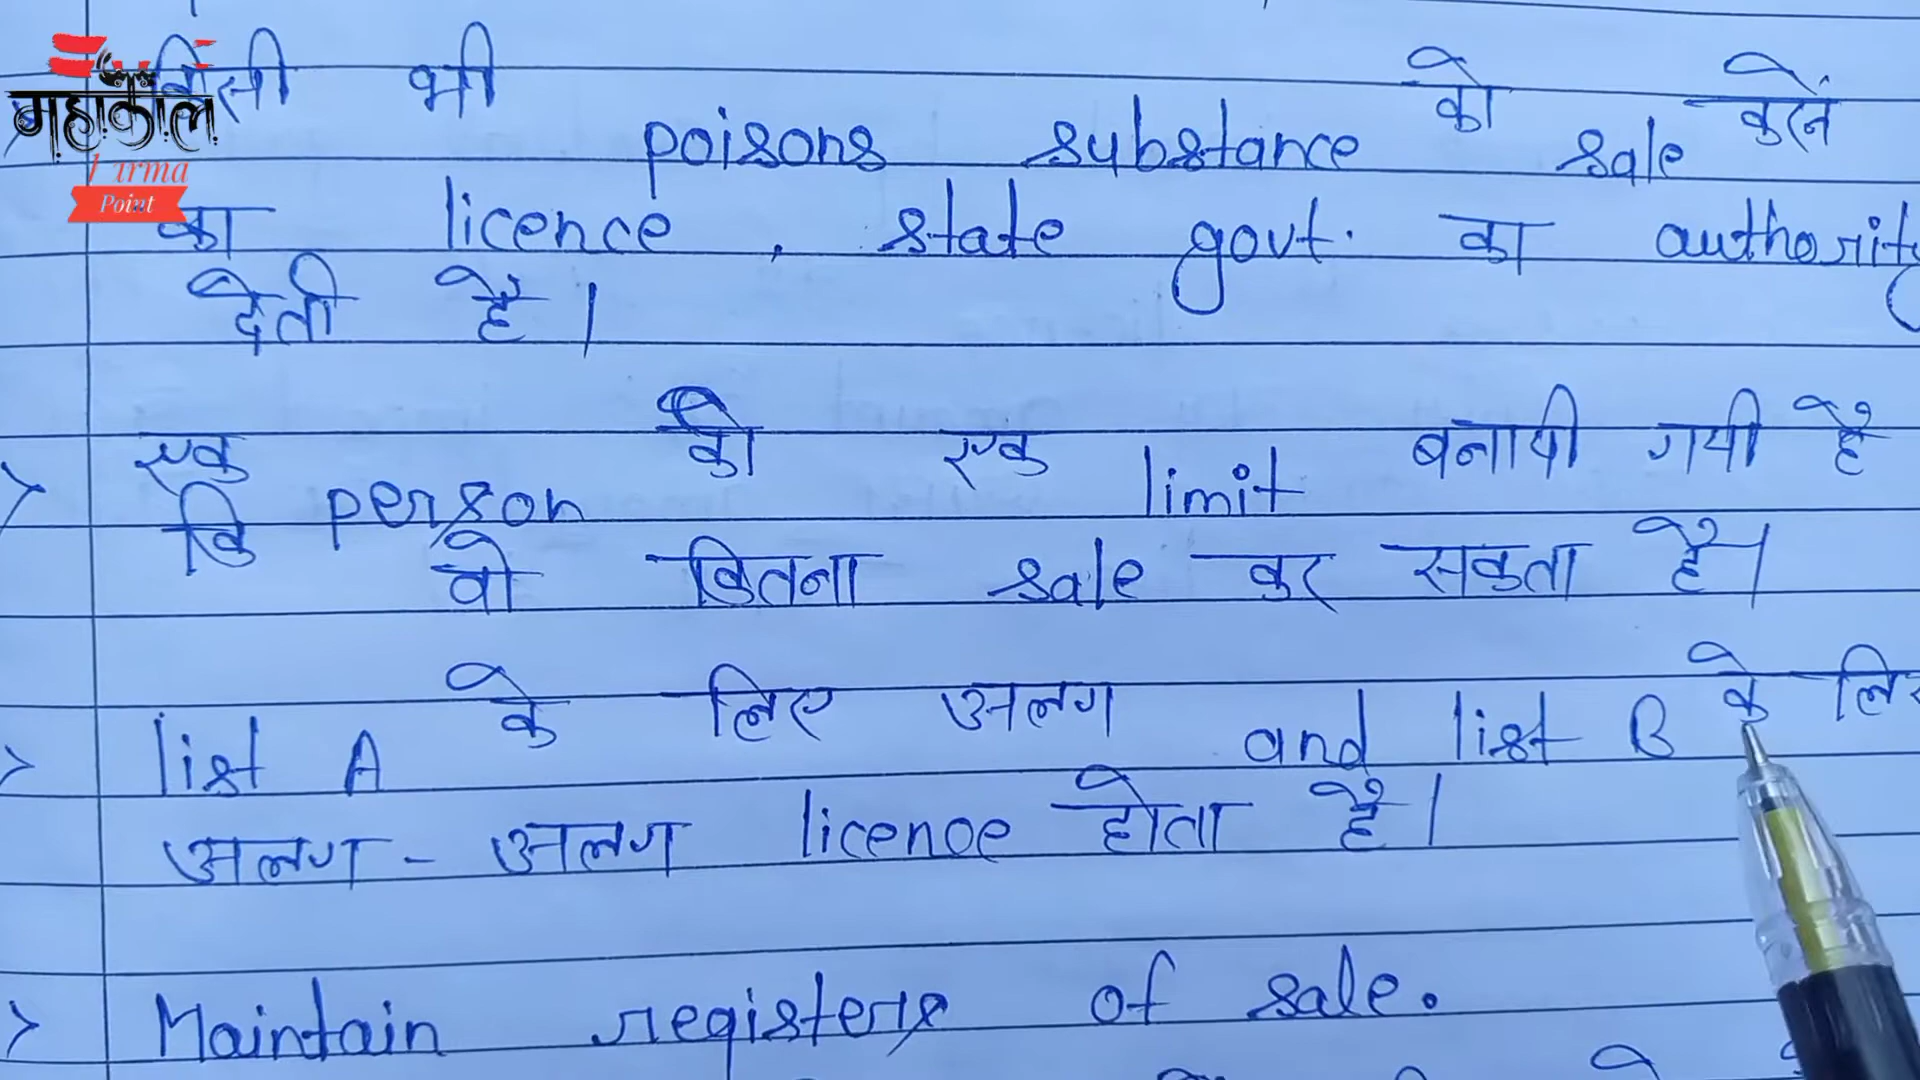 महाकाल
Point
किसी भी poisons substance को sale करने
का licence, state govt. का authority
देती है।
एक person को एक limit बनायी गयी है
कि वो कितना sale कर सकता है।
list A के लिए अलग and list B के
अलग - अलग licence होता है।
Maintain registers of sale.